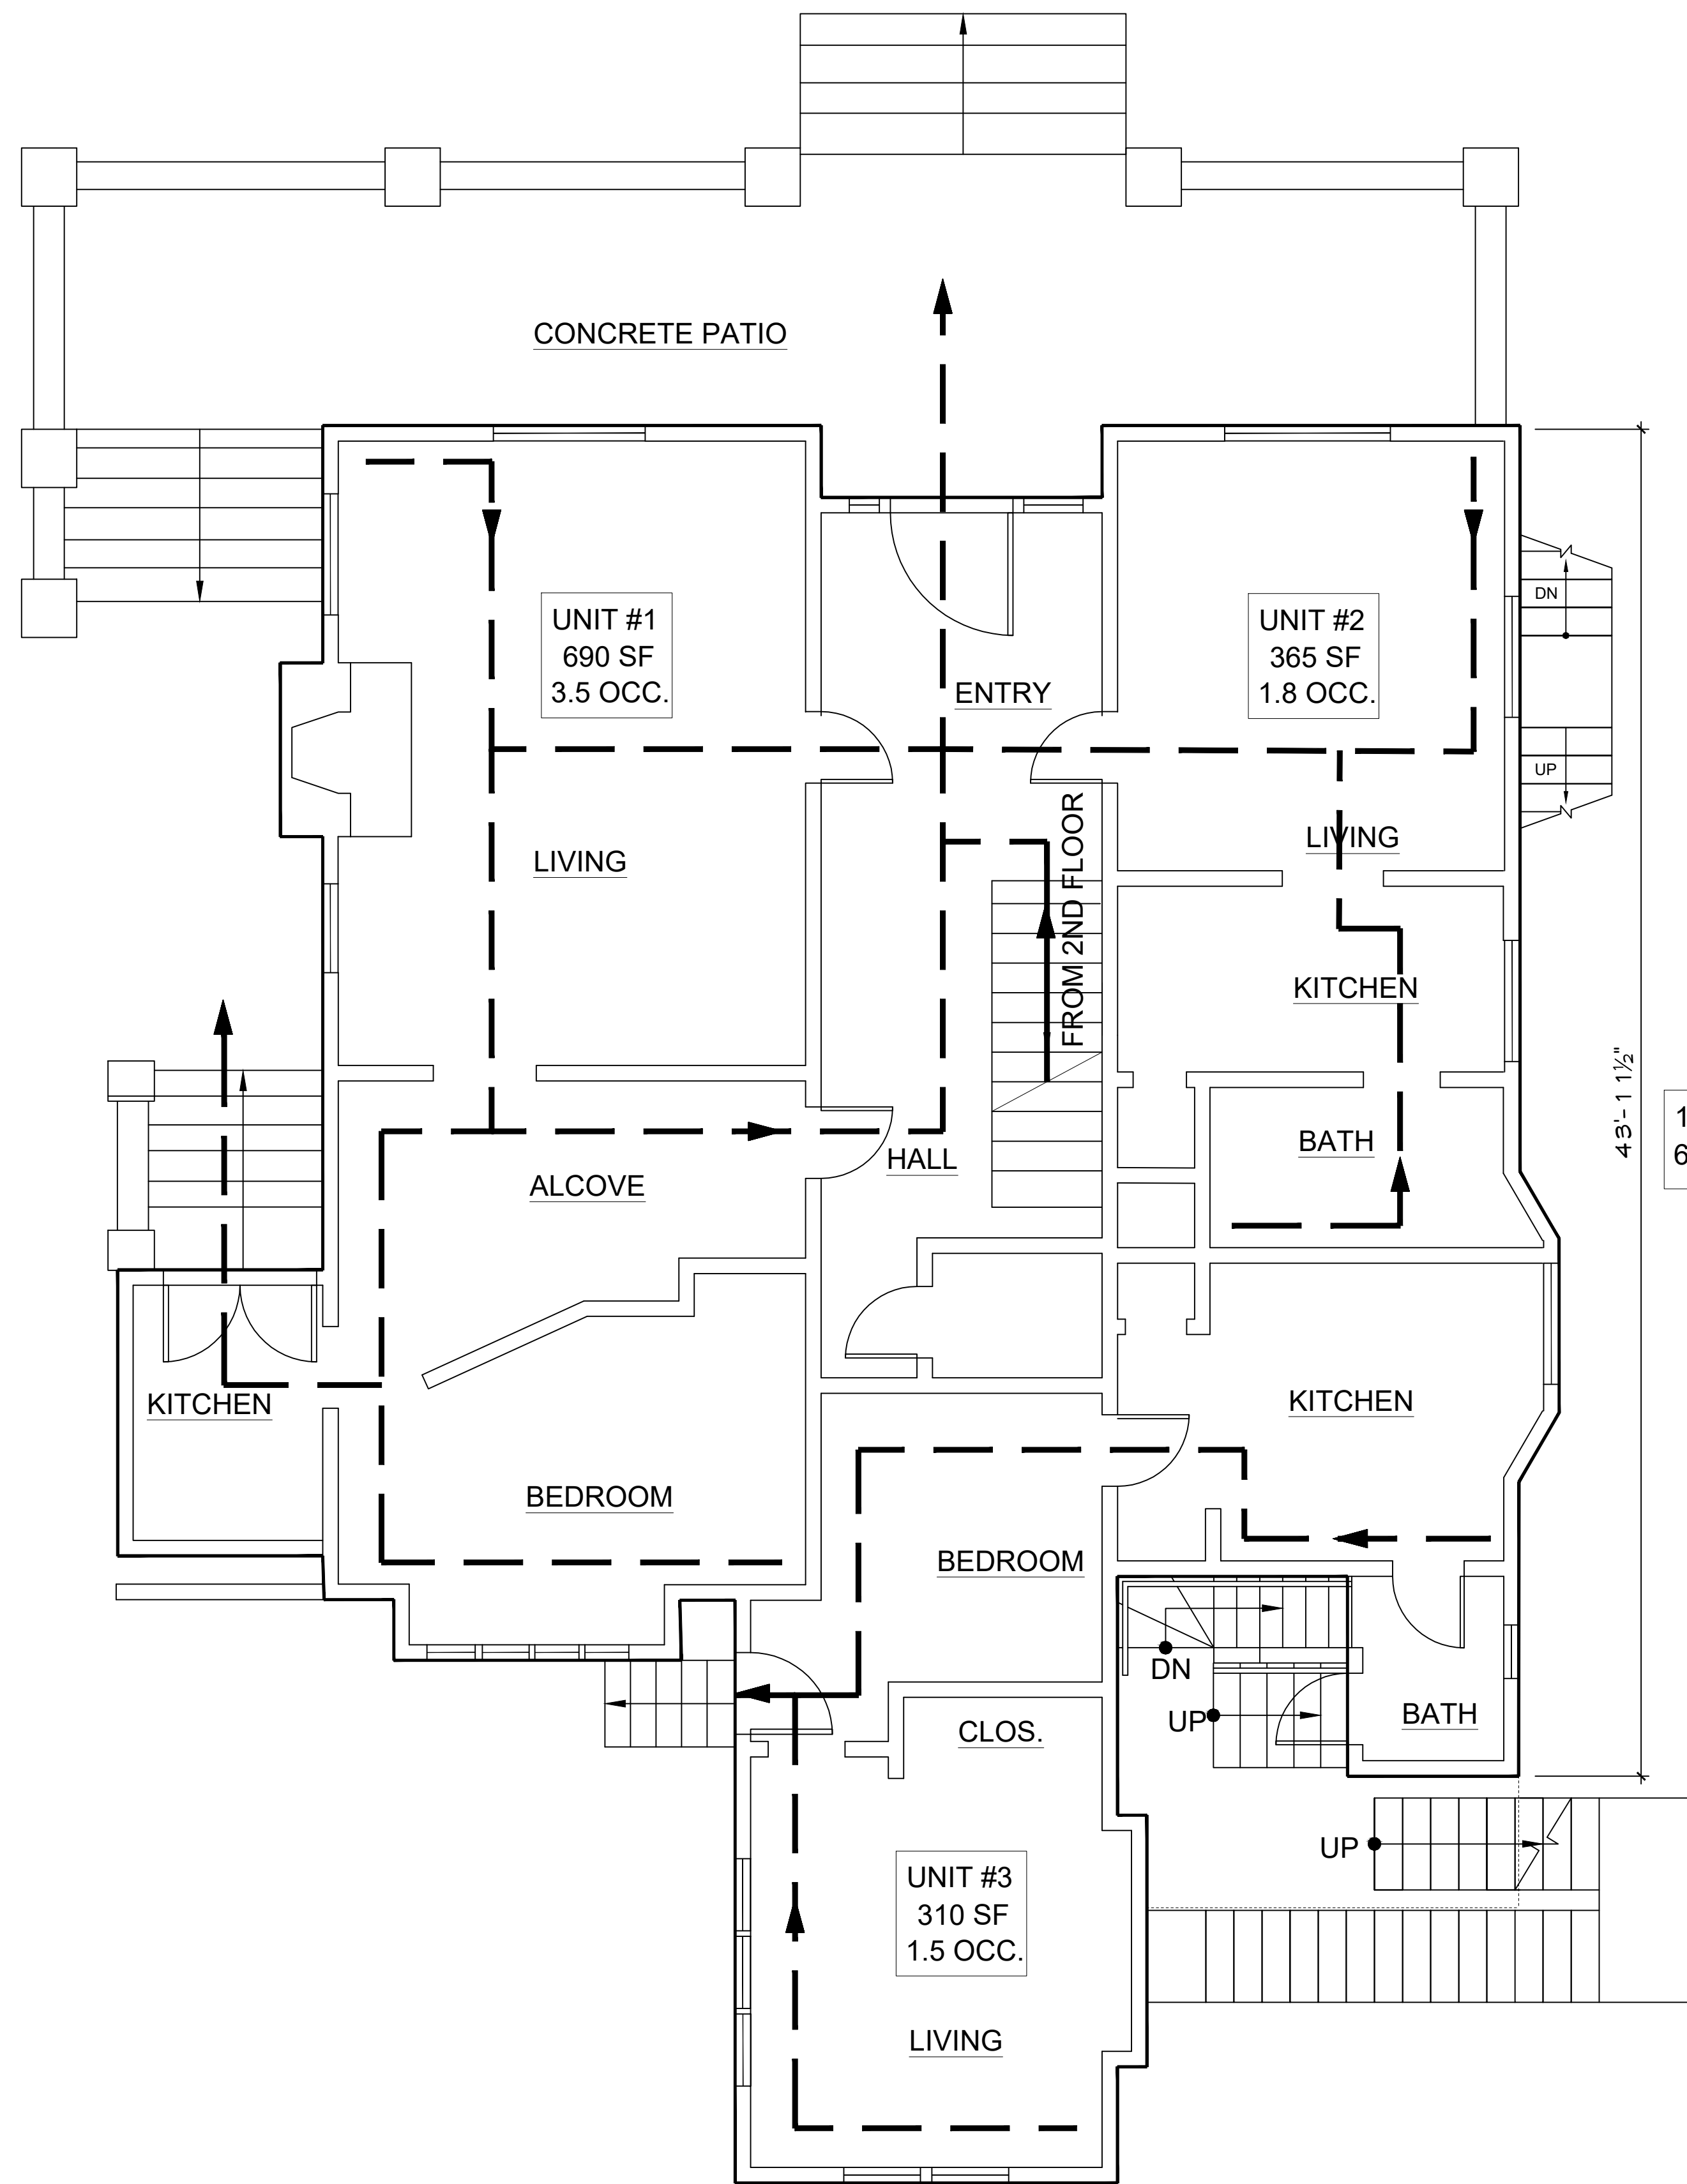 CONCRETE PATIO
UNIT #1
690 SF
3.5 OCC.
UNIT #2
365 SF
1.8 OCC.
DN
ENTRY
UP
LIVING
LIVING
FROM 2ND FLOOR
KITCHEN
43'-11½"
1
6
BATH
HALL
ALCOVE
KITCHEN
KITCHEN
BEDROOM
BEDROOM
DN
UP
BATH
CLOS.
UP
UNIT #3
310 SF
1.5 OCC.
LIVING